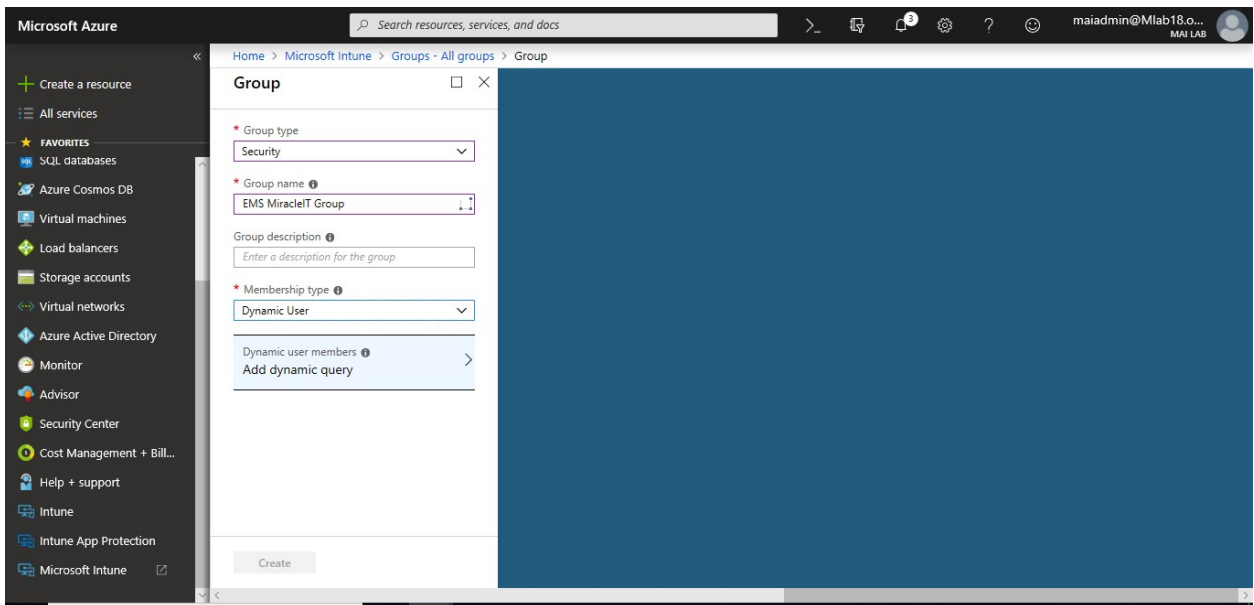 Microsoft Azure
Search resources, services, and docs
3
maiadmin@Mlab18.o...
MAI LAB
Home > Microsoft Intune > Groups - All groups > Group
Create a resource
All services
FAVORITES
SQL databases
Azure Cosmos DB
Virtual machines
Load balancers
Storage accounts
Virtual networks
Azure Active Directory
Monitor
Advisor
Security Center
Cost Management + Bill...
Help + support
Intune
Intune App Protection
Microsoft Intune
Group
* Group type
Security
* Group name
EMS MiracleIT Group
Group description
Enter a description for the group
* Membership type
Dynamic User
Dynamic user members
Add dynamic query
Create